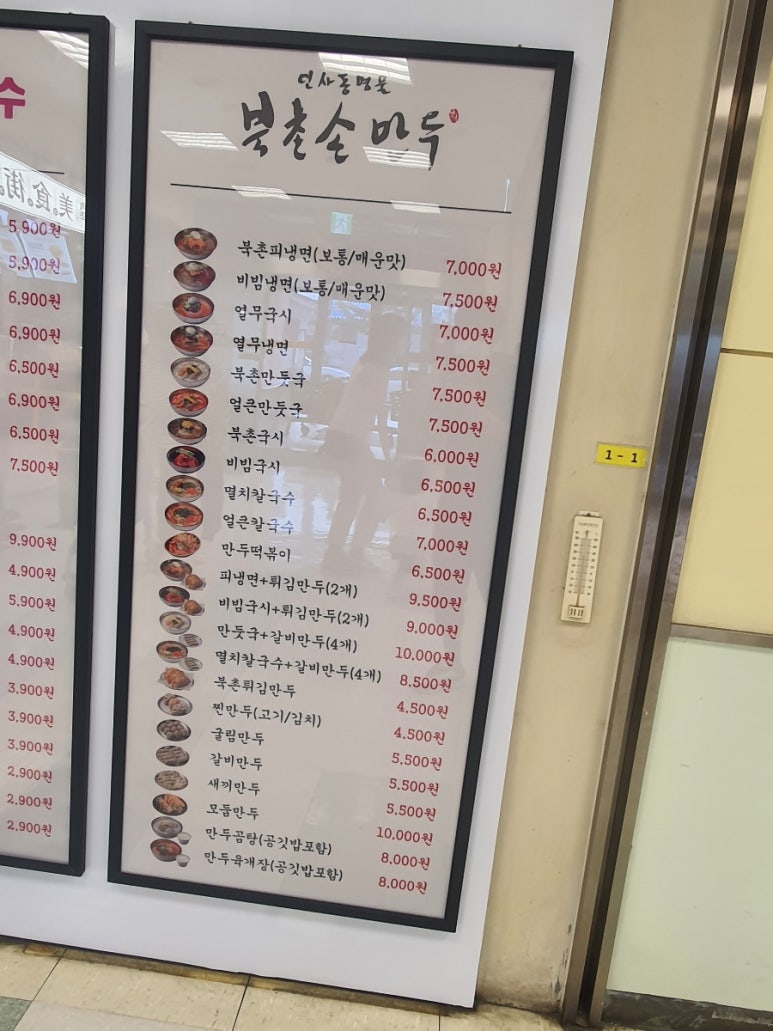 수
美。食。街。
5,900원
5,900원
6,900원
6,900원
6,500원
6,900원
6,500원
7,500원
9,900원
4,900원
5,900원
4,900원
4,900원
3,900원
3,900원
3,900원
2,900원
2,900원
2,900원
인사동명물
북촌손만두
북촌피냉면(보통/매운맛) 7,000원
비빔냉면(보통/매운맛) 7,500원
열무국시 7,000원
열무냉면 7,500원
북촌만둣국 7,500원
얼큰만둣국 7,500원
북촌국시 6,000원
비빔국시 6,500원
멸치칼국수 6,500원
얼큰칼국수 7,000원
만두떡볶이 6,500원
피냉면+튀김만두(2개) 9,500원
비빔국시+튀김만두(2개) 9,000원
만둣국+갈비만두(4개) 10,000원
멸치칼국수+갈비만두(4개) 8,500원
북촌튀김만두 4,500원
찐만두(고기/김치) 4,500원
굴림만두 5,500원
갈비만두 5,500원
새끼만두 5,500원
모둠만두 10,000원
만두곰탕(공깃밥포함) 8,000원
만두육개장(공깃밥포함) 8,000원
1 - 1